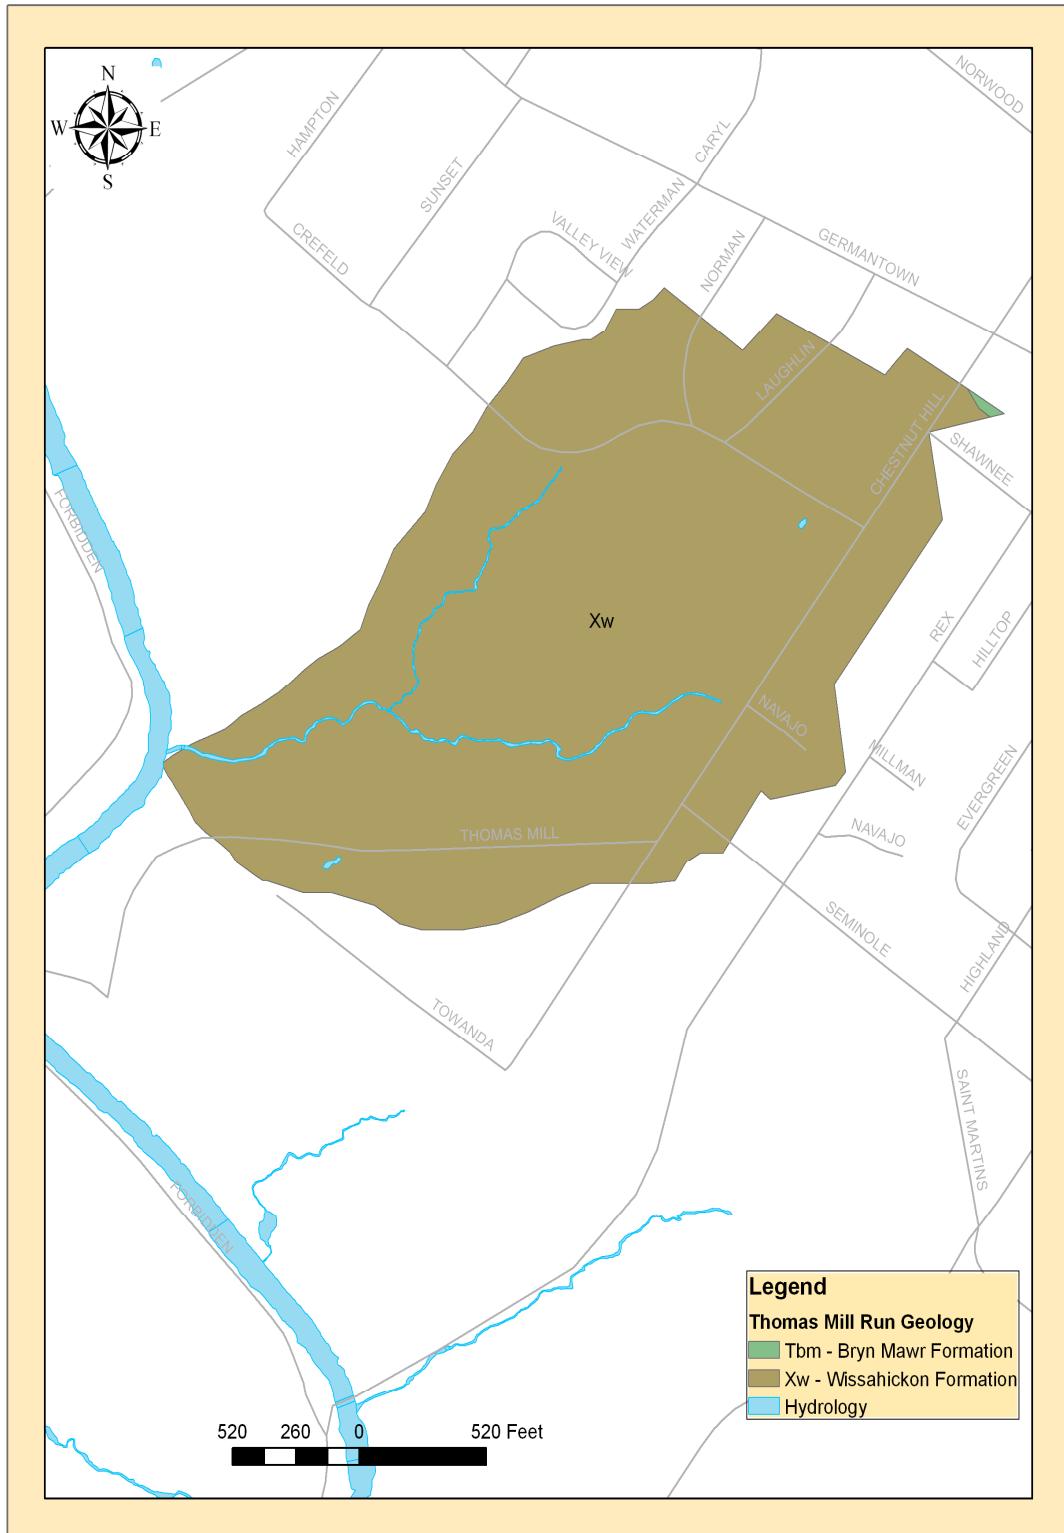 N
W E
S
NORWOOD
HAMPTON
CARYL
SUNSET
WATERMAN
VALLEY VIEW
CREFELD
NORMAN
GERMANTOWN
LAUGHLIN
CHESTNUT HILL
SHAWNEE
FORBIDDEN
Xw
REX
HILLTOP
NAVAJO
MILLMAN
EVERGREEN
THOMAS MILL
NAVAJO
SEMINOLE
HIGHLAND
TOWANDA
SAINT MARTINS
FORBIDDEN
Legend
Thomas Mill Run Geology
Tbm - Bryn Mawr Formation
Xw - Wissahickon Formation
Hydrology
520 260 0 520 Feet